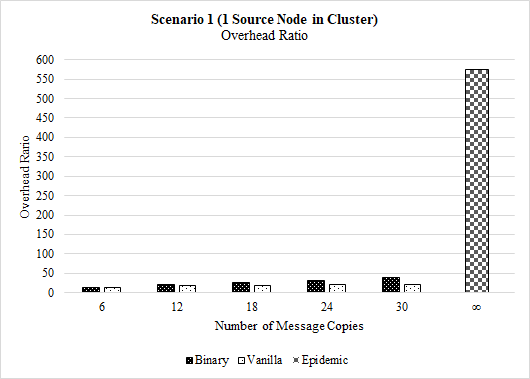 Scenario 1 (1 Source Node in Cluster)
Overhead Ratio
600
550
500
450
400
350
300
250
200
150
100
50
0
Overhead Ratio
6 12 18 24 30 ∞
Number of Message Copies
Binary Vanilla Epidemic